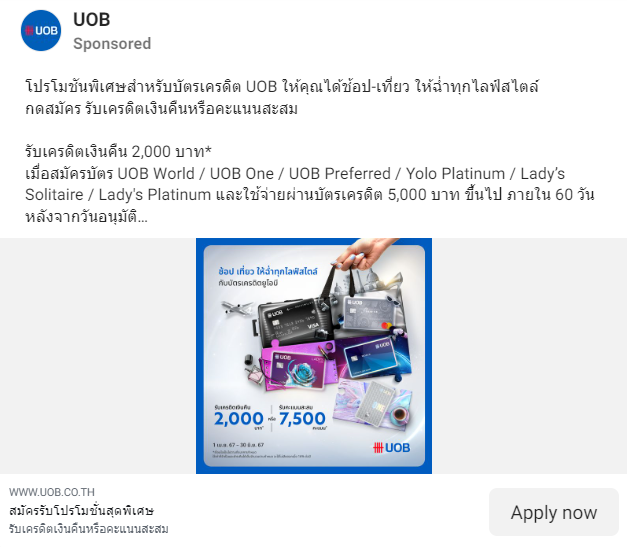 UOB
UOB
Sponsored
โปรโมชันพิเศษสำหรับบัตรเครดิต UOB ให้คุณได้ช้อป-เที่ยว ให้ฉ่ำทุกไลฟ์สไตล์
กดสมัคร รับเครดิตเงินคืนหรือคะแนนสะสม
รับเครดิตเงินคืน 2,000 บาท*
เมื่อสมัครบัตร UOB World / UOB One / UOB Preferred / Yolo Platinum / Lady’s
Solitaire / Lady's Platinum และใช้จ่ายผ่านบัตรเครดิต 5,000 บาท ขึ้นไป ภายใน 60 วัน
หลังจากวันอนุมัติ...
ช้อป เที่ยว ให้ฉ่ำทุกไลฟ์สไตล์
กับบัตรเครดิตยูโอบี
UOB
VISA
UOB
UOB
UOB
รับเครดิตเงินคืน
2,000
บาท*
หรือ
รับคะแนนสะสม
7,500
คะแนน*
1 เม.ย. 67 - 30 มิ.ย. 67
UOB
WWW.UOB.CO.TH
สมัครรับโปรโมชั่นสุดพิเศษ
รับเครดิตเงินคืนหรือคะแนนสะสม
Apply now